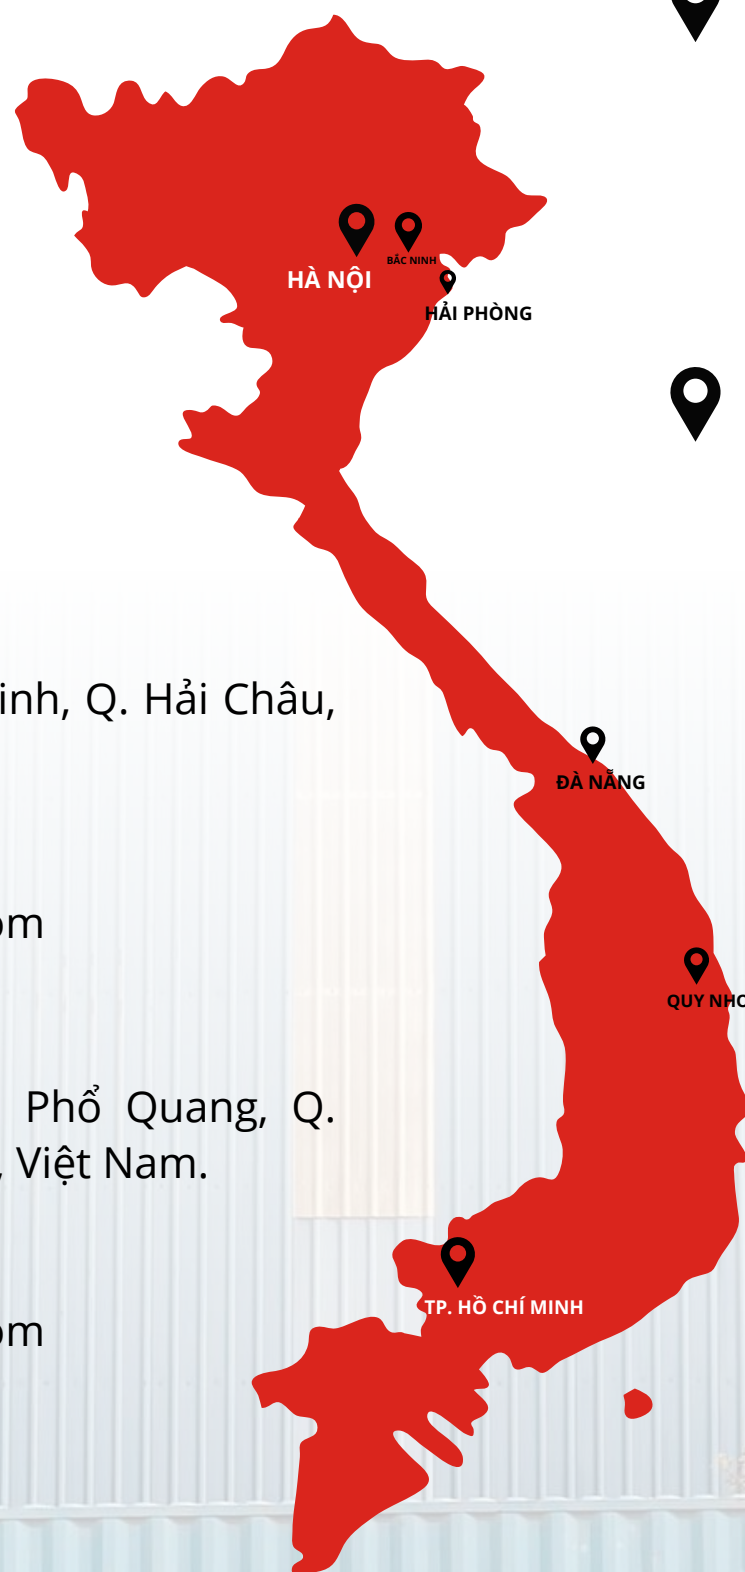 BẮC NINH
HÀ NỘI
HẢI PHÒNG
inh, Q. Hải Châu,
ĐÀ NẴNG
om
QUY NHO
Phổ Quang, Q.
, Việt Nam.
TP. HỒ CHÍ MINH
om